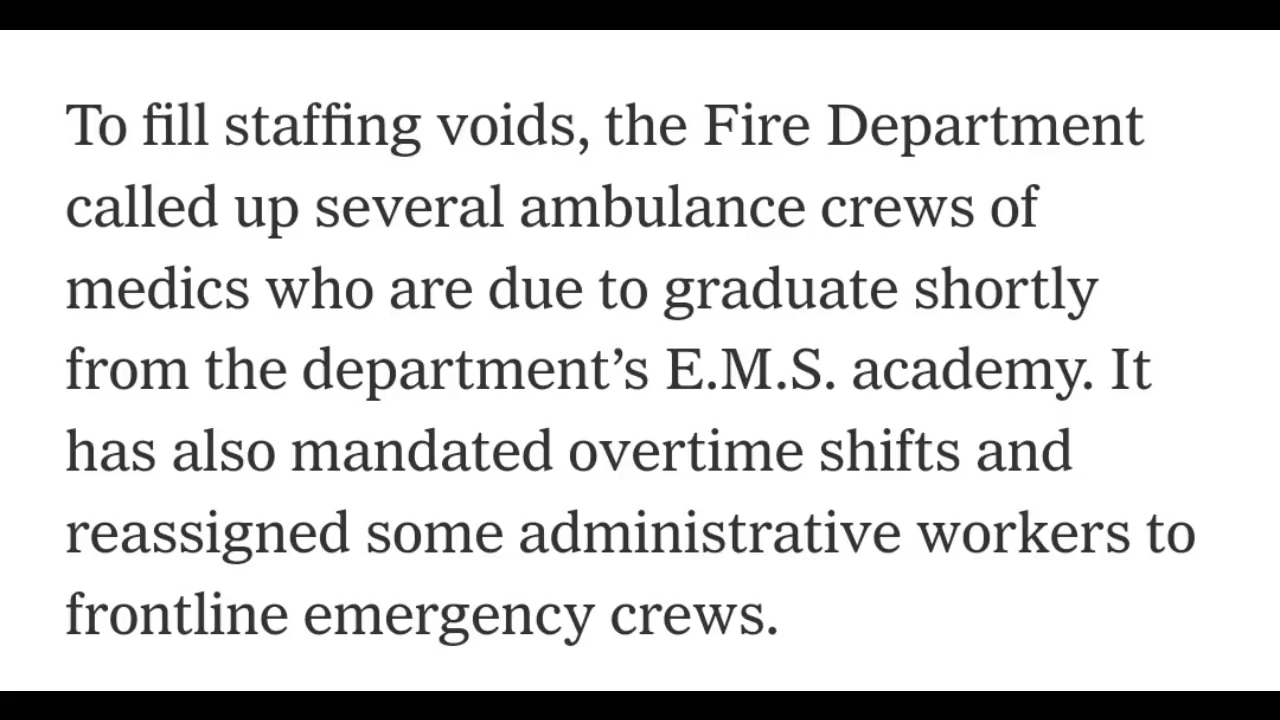 To fill staffing voids, the Fire Department
called up several ambulance crews of
medics who are due to graduate shortly
from the department’s E.M.S. academy. It
has also mandated overtime shifts and
reassigned some administrative workers to
frontline emergency crews.